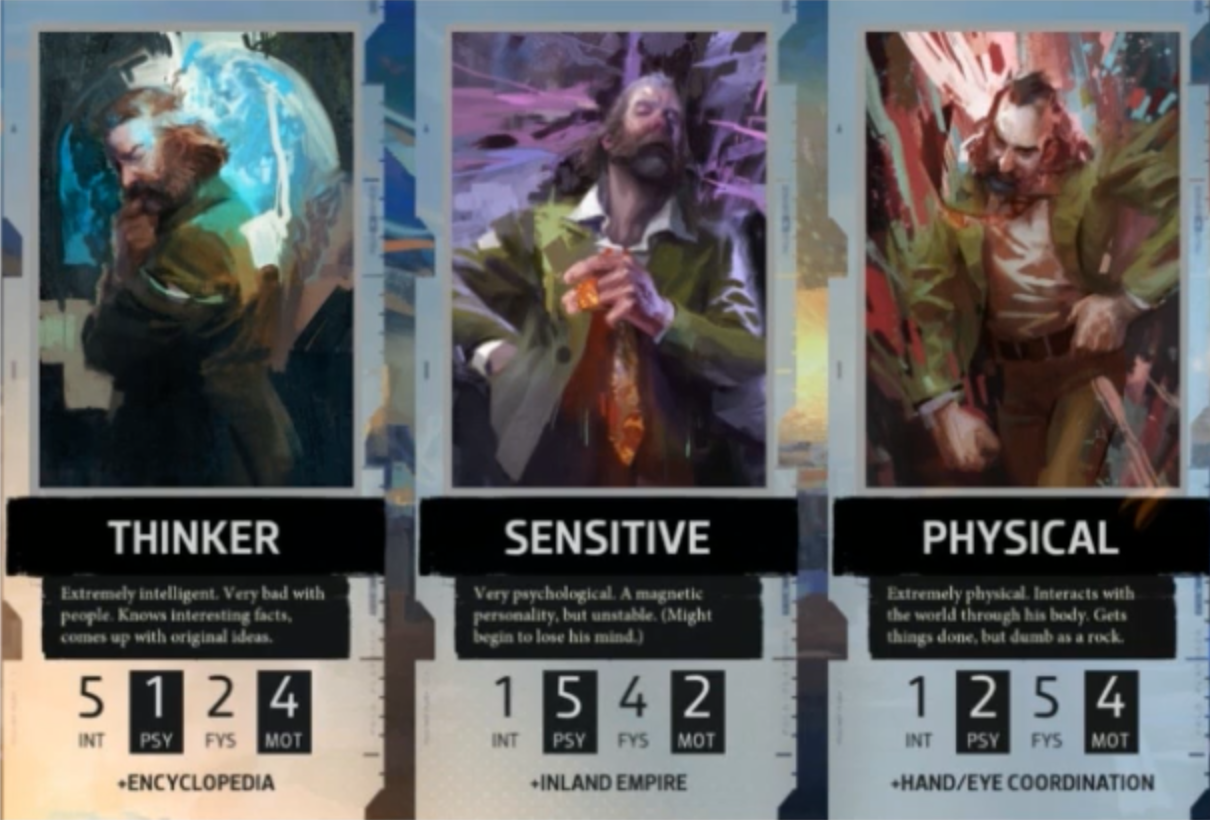 THINKER
Extremely intelligent. Very bad with
people. Knows interesting facts,
comes up with original ideas.
5 1 2 4
INT PSY FYS MOT
+ENCYCLOPEDIA
SENSITIVE
Very psychological. A magnetic
personality, but unstable. (Might
begin to lose his mind.)
1 5 4 2
INT PSY FYS MOT
+INLAND EMPIRE
PHYSICAL
Extremely physical. Interacts with
the world through his body. Gets
things done, but dumb as a rock.
1 2 5 4
INT PSY FYS MOT
+HAND/EYE COORDINATION